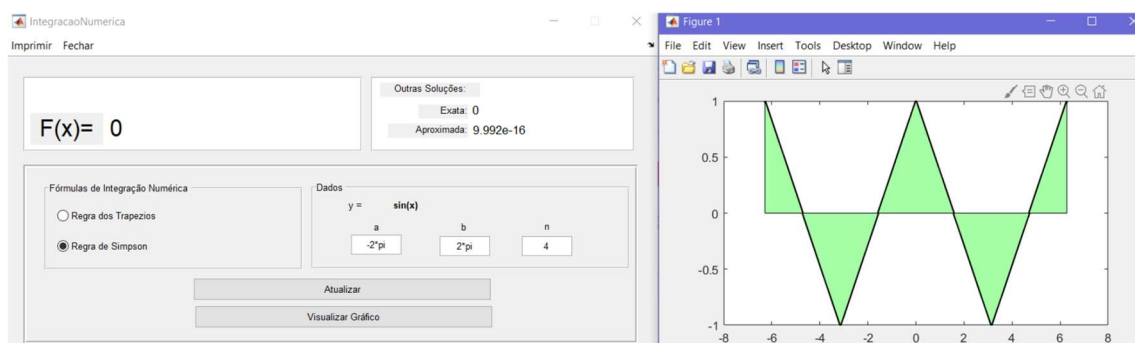 IntegracaoNumerica
Imprimir Fechar
F(x)= 0
Outras Soluções:
Exata: 0
Aproximada: 9.992e-16
Fórmulas de Integração Numérica
Regra dos Trapezios
Regra de Simpson
Dados
y = sin(x)
a b n
-2*pi 2*pi 4
Atualizar
Visualizar Gráfico
Figure 1
File Edit View Insert Tools Desktop Window Help
1
0.5
0
-0.5
-1
-8 -6 -4 -2 0 2 4 6 8